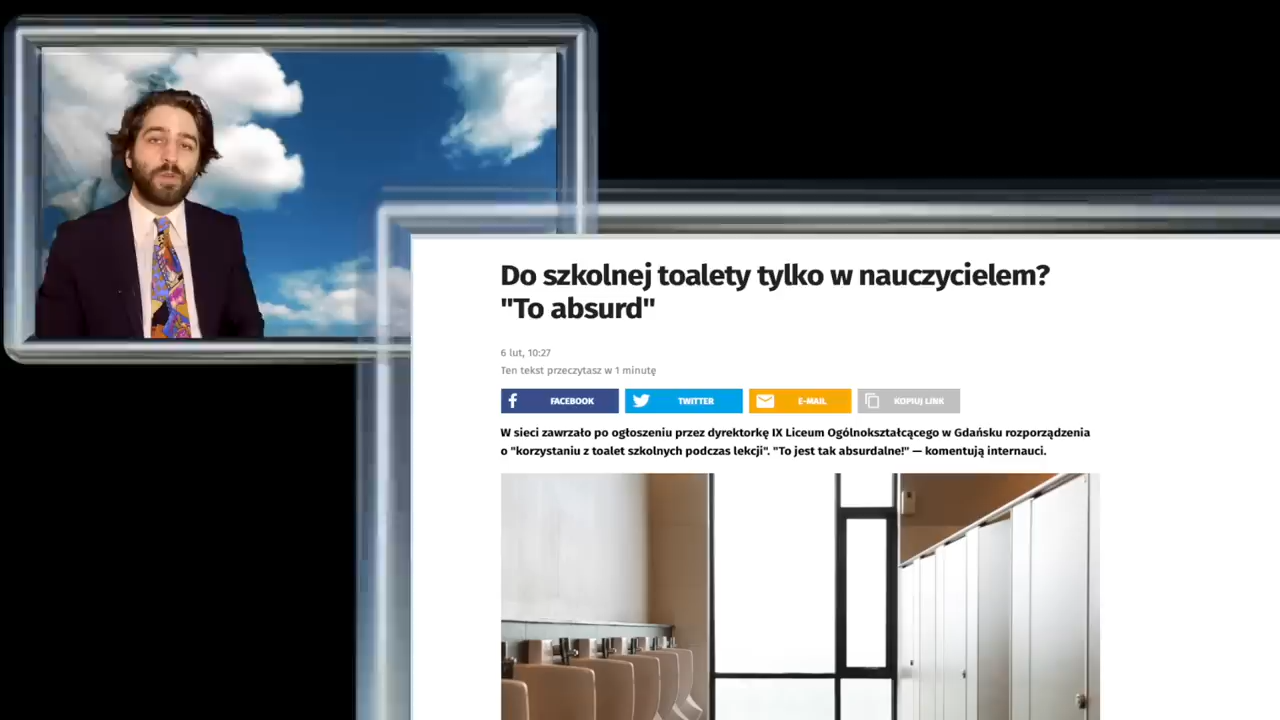 Do szkolnej toalety tylko w nauczycielem?
"To absurd"
6 lut, 10:27
Ten tekst przeczytasz w 1 minutę
FACEBOOK TWITTER E-MAIL KOPIUJ LINK
W sieci zawrzało po ogłoszeniu przez dyrektorkę IX Liceum Ogólnokształcącego w Gdańsku rozporządzenia
o "korzystaniu z toalet szkolnych podczas lekcji". "To jest tak absurdalne!" — komentują internauci.